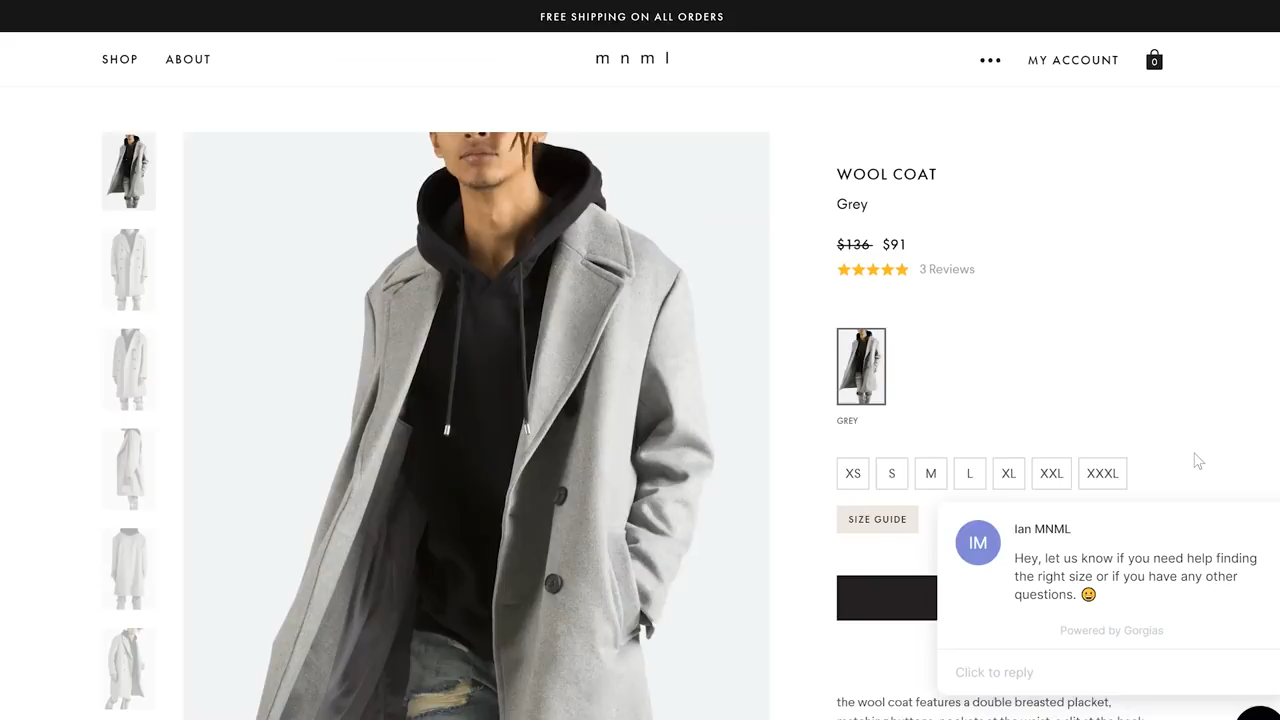 FREE SHIPPING ON ALL ORDERS
SHOP ABOUT
mnml
MY ACCOUNT
0
WOOL COAT
Grey
$136 $91
3 Reviews
GREY
XS S M L XL XXL XXXL
SIZE GUIDE
IM
Ian MNML
Hey, let us know if you need help finding
the right size or if you have any other
questions. 😀
Powered by Gorgias
Click to reply
the wool coat features a double breasted placket,